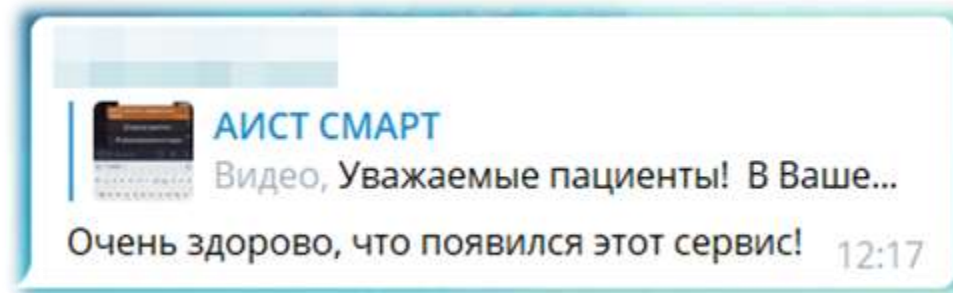 АИСТ СМАРТ
Видео, Уважаемые пациенты! В Ваше...
Очень здорово, что появился этот сервис!
12:17